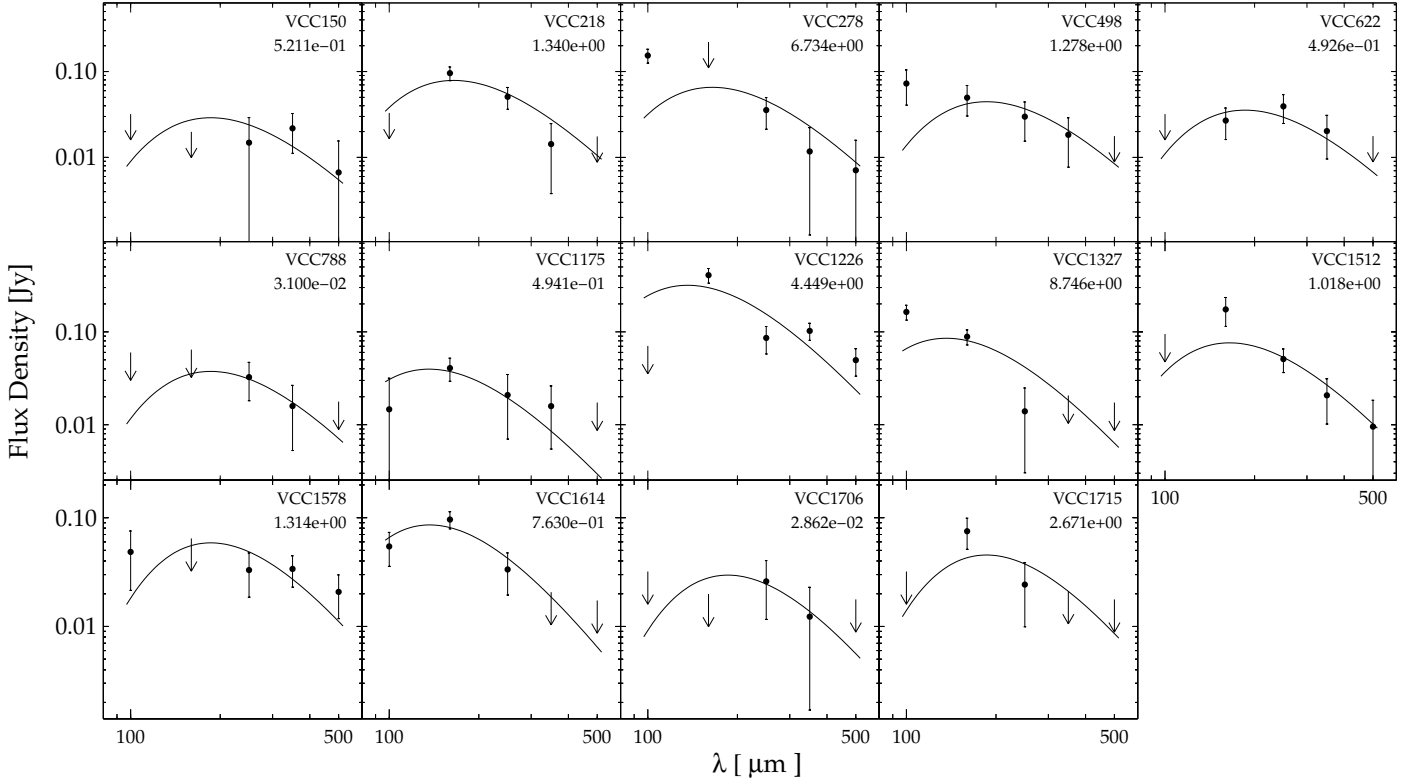 VCC150
5.211e−01
VCC218
1.340e+00
VCC278
6.734e+00
VCC498
1.278e+00
VCC622
4.926e−01
0.10
0.01
VCC788
3.100e−02
VCC1175
4.941e−01
VCC1226
4.449e+00
VCC1327
8.746e+00
VCC1512
1.018e+00
0.10
0.01
Flux Density [Jy]
100
500
VCC1578
1.314e+00
VCC1614
7.630e−01
VCC1706
2.862e−02
VCC1715
2.671e+00
0.10
0.01
100
500
100
500
100
500
100
500
λ [ μm ]